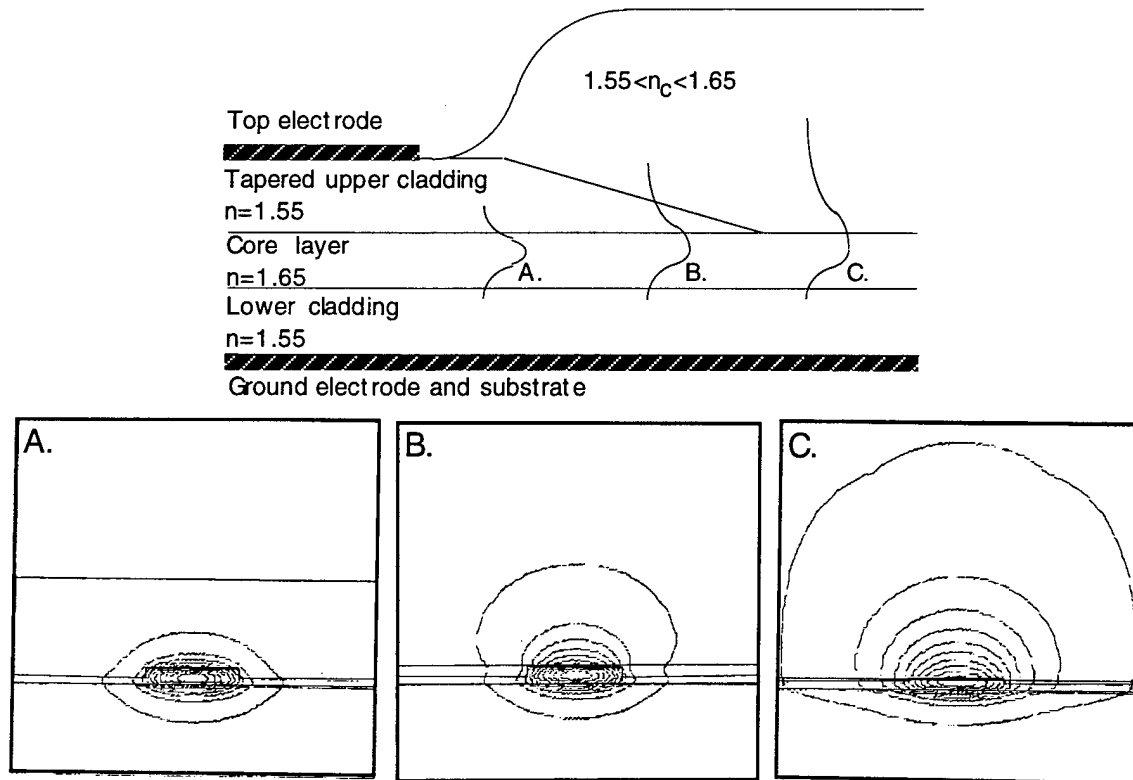 1.55<nc<1.65
Top electrode
Tapered upper cladding
n=1.55
Core layer
n=1.65
A.
B.
C.
Lower cladding
n=1.55
Ground electrode and substrate
A.
B.
C.